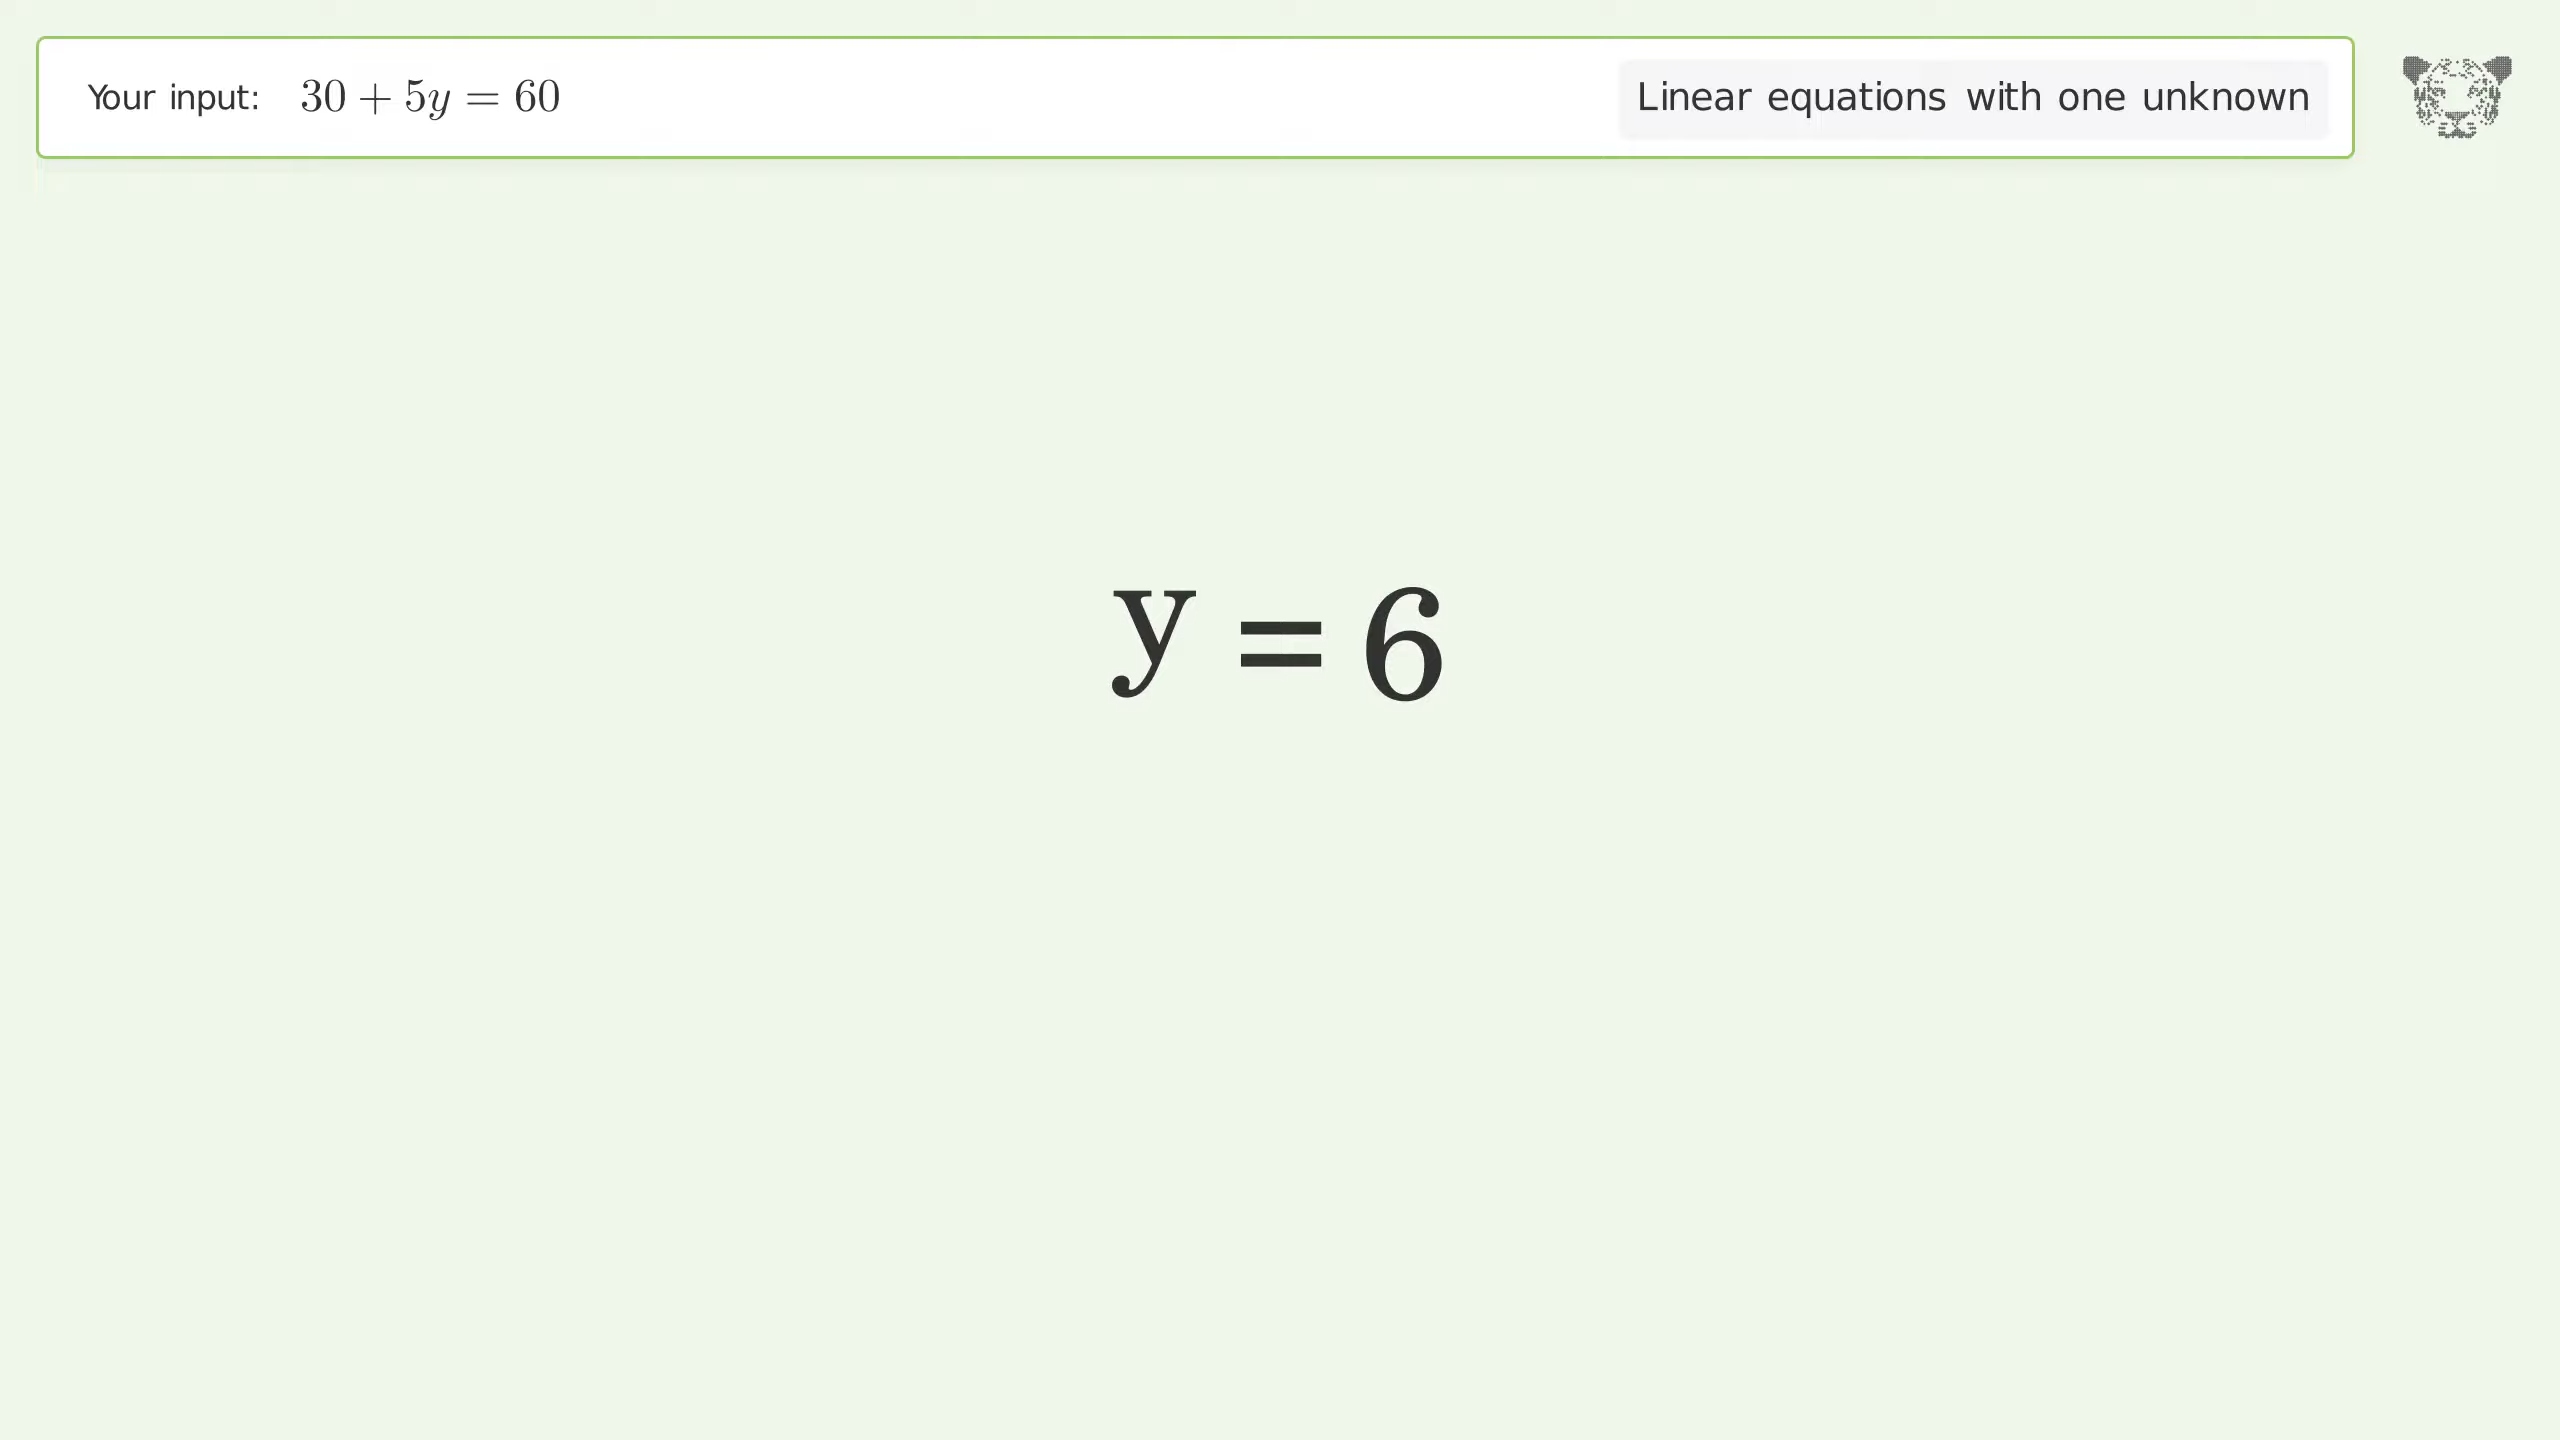 Your input: 30 + 5y = 60
Linear equations with one unknown
y = 6